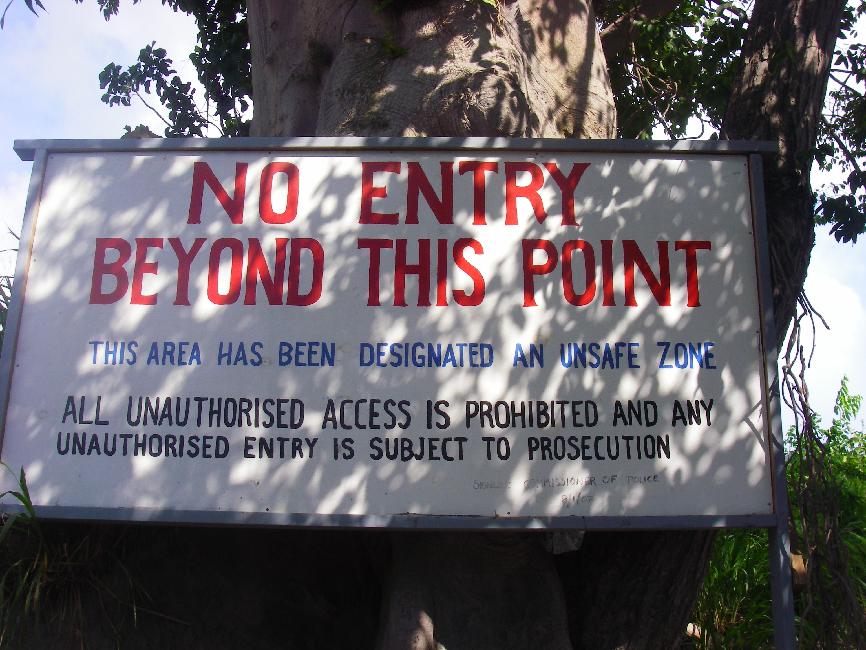 NO ENTRY
BEYOND THIS POINT
THIS AREA HAS BEEN DESIGNATED AN UNSAFE ZONE
ALL UNAUTHORISED ACCESS IS PROHIBITED AND ANY
UNAUTHORISED ENTRY IS SUBJECT TO PROSECUTION
COMMISSIONER OF POLICE